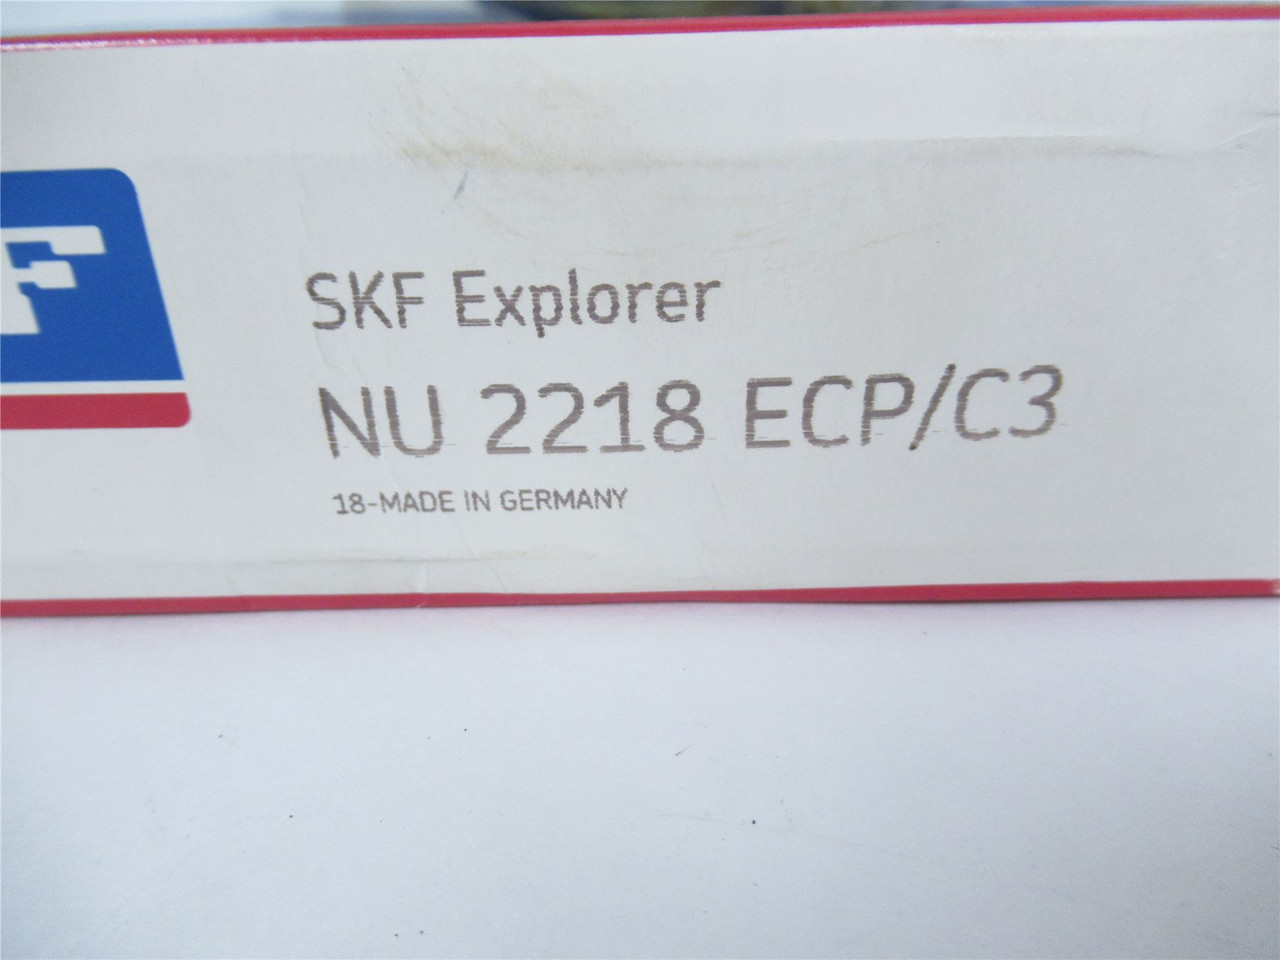 F
SKF Explorer
NU 2218 ECP/C3
18-MADE IN GERMANY